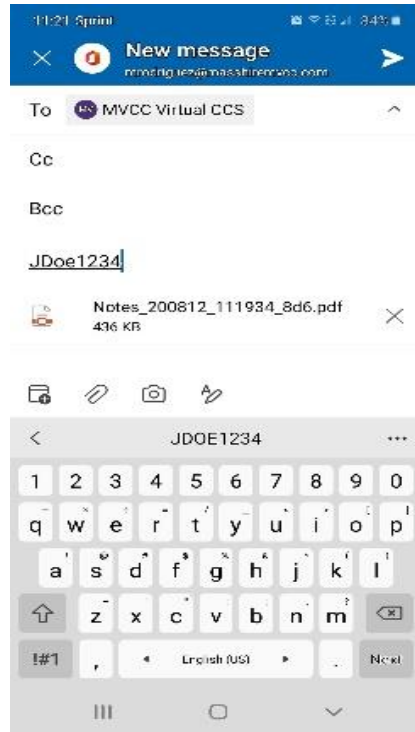 11:21 Sprint 84%
New message
To MVCC Virtual CCS
Cc
Bcc
JDoe1234
Notes_200812_111934_8d6.pdf
436 KB
JDOE1234
1 2 3 4 5 6 7 8 9 0
q w e r t y u i o p
a s d f g h j k l
z x c v b n m
!#1 , English (US) . Next